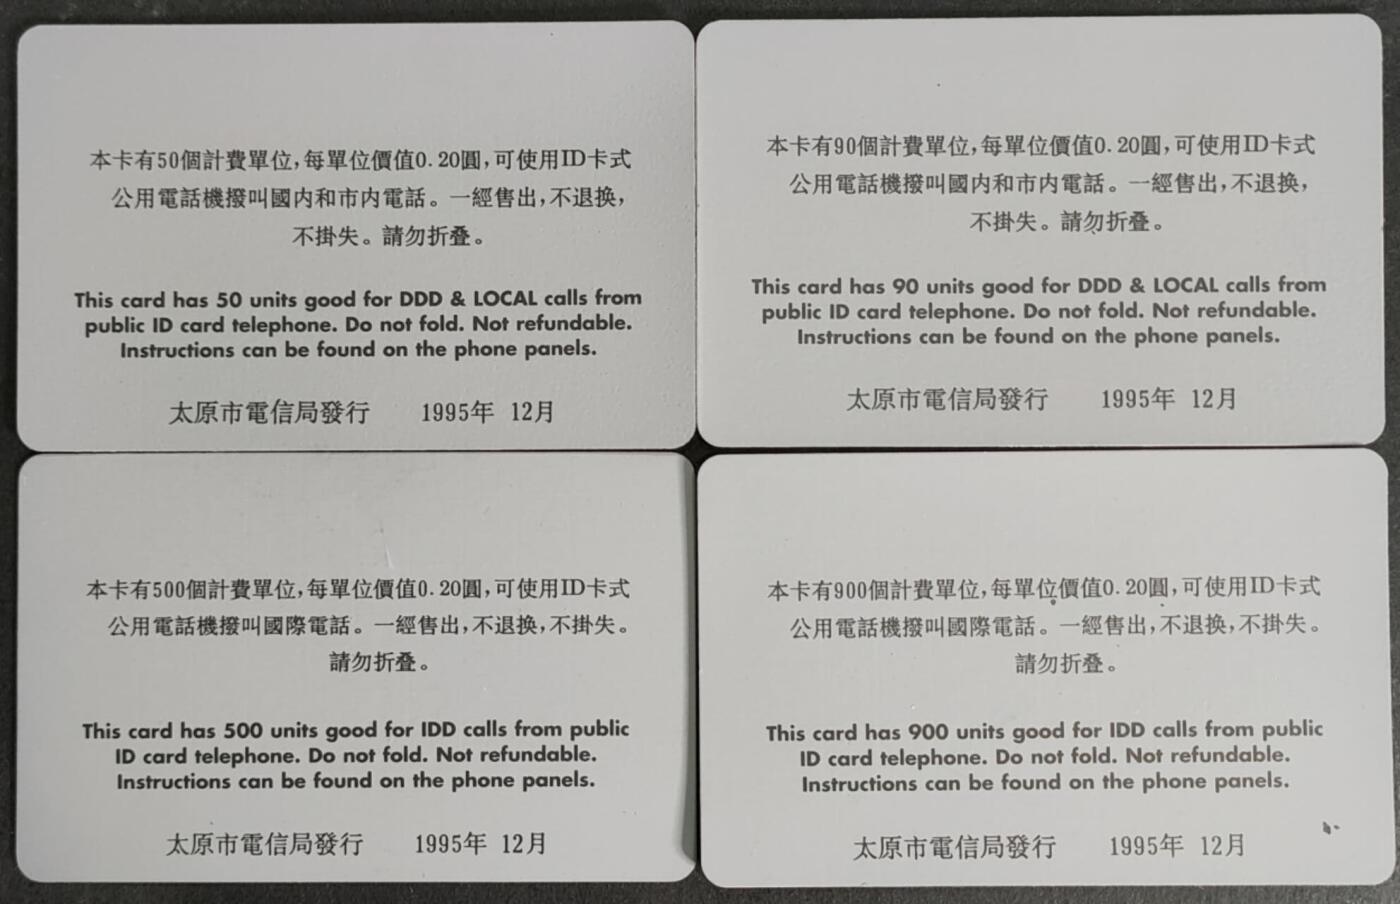 本卡有50個計費單位,每單位價值0.20圓,可使用ID卡式
公用電話機撥叫國内和市内電話。一經售出,不退换,
不掛失。請勿折叠。
This card has 50 units good for DDD & LOCAL calls from
public ID card telephone. Do not fold. Not refundable.
Instructions can be found on the phone panels.
太原市電信局發行 1995年 12月
本卡有90個計費單位,每單位價值0.20圓,可使用ID卡式
公用電話機撥叫國内和市内電話。一經售出,不退换,
不掛失。請勿折叠。
This card has 90 units good for DDD & LOCAL calls from
public ID card telephone. Do not fold. Not refundable.
Instructions can be found on the phone panels.
太原市電信局發行 1995年 12月
本卡有500個計費單位,每單位價值0.20圓,可使用ID卡式
公用電話機撥叫國際電話。一經售出,不退换,不掛失。
請勿折叠。
This card has 500 units good for IDD calls from public
ID card telephone. Do not fold. Not refundable.
Instructions can be found on the phone panels.
太原市電信局發行 1995年 12月
本卡有900個計費單位,每單位價值0.20圓,可使用ID卡式
公用電話機撥叫國際電話。一經售出,不退换,不掛失。
請勿折叠。
This card has 900 units good for IDD calls from public
ID card telephone. Do not fold. Not refundable.
Instructions can be found on the phone panels.
太原市電信局發行 1995年 12月